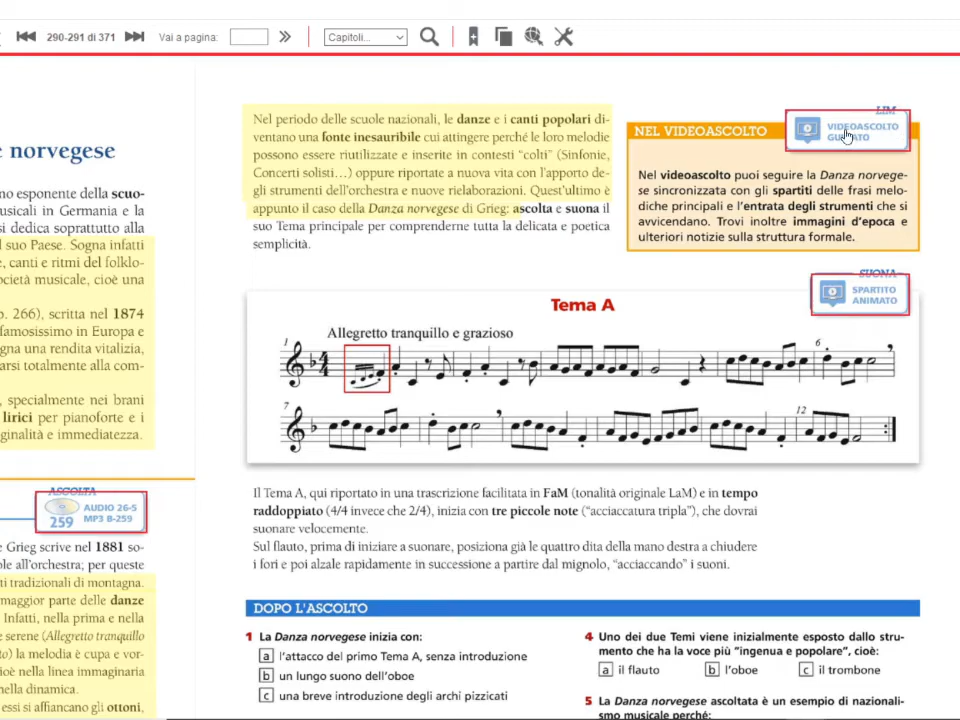 290-291 di 371
Vai a pagina:
Capitoli...
e norvegese
no esponente della scuo-
usicali in Germania e la
si dedica soprattutto alla
l suo Paese. Sogna infatti
e, canti e ritmi del folklo-
ocietà musicale, cioè una
p. 266), scritta nel 1874
famosissimo in Europa e
gna una rendita vitalizia,
arsi totalmente alla com-
, specialmente nei brani
lirici per pianoforte e i
ginalità e immediatezza.
ASCOLTA
259
AUDIO 26-5
MP3 B-259
e Grieg scrive nel 1881 so-
ole all'orchestra; per queste
ti tradizionali di montagna.
maggior parte delle danze
Infatti, nella prima e nella
e serene (Allegretto tranquillo
to) la melodia è cupa e vor-
ioè nella linea immaginaria
nella dinamica.
essi si affiancano gli ottoni,
Nel periodo delle scuole nazionali, le danze e i canti popolari di-
ventano una fonte inesauribile cui attingere perché le loro melodie
possono essere riutilizzate e inserite in contesti “colti” (Sinfonie,
Concerti solisti…) oppure riportate a nuova vita con l'apporto de-
gli strumenti dell'orchestra e nuove rielaborazioni. Quest'ultimo è
appunto il caso della Danza norvegese di Grieg: ascolta e suona il
suo Tema principale per comprenderne tutta la delicata e poetica
semplicità.
LIM
NEL VIDEOASCOLTO
VIDEOASCOLTO
GUIDATO
Nel videoascolto puoi seguire la Danza norvege-
se sincronizzata con gli spartiti delle frasi melo-
diche principali e l'entrata degli strumenti che si
avvicendano. Trovi inoltre immagini d'epoca e
ulteriori notizie sulla struttura formale.
SUONA
SPARTITO
ANIMATO
Tema A
Allegretto tranquillo e grazioso
1
4
4
6
7
12
Il Tema A, qui riportato in una trascrizione facilitata in FaM (tonalità originale LaM) e in tempo
raddoppiato (4/4 invece che 2/4), inizia con tre piccole note (“acciaccatura tripla”), che dovrai
suonare velocemente.
Sul flauto, prima di iniziare a suonare, posiziona già le quattro dita della mano destra a chiudere
i fori e poi alzale rapidamente in successione a partire dal mignolo, “acciaccando” i suoni.
DOPO L'ASCOLTO
1 La Danza norvegese inizia con:
a l'attacco del primo Tema A, senza introduzione
b un lungo suono dell'oboe
c una breve introduzione degli archi pizzicati
4 Uno dei due Temi viene inizialmente esposto dallo stru-
mento che ha la voce più “ingenua e popolare”, cioè:
a il flauto b l'oboe c il trombone
5 La Danza norvegese ascoltata è un esempio di nazionali-
smo musicale perché: